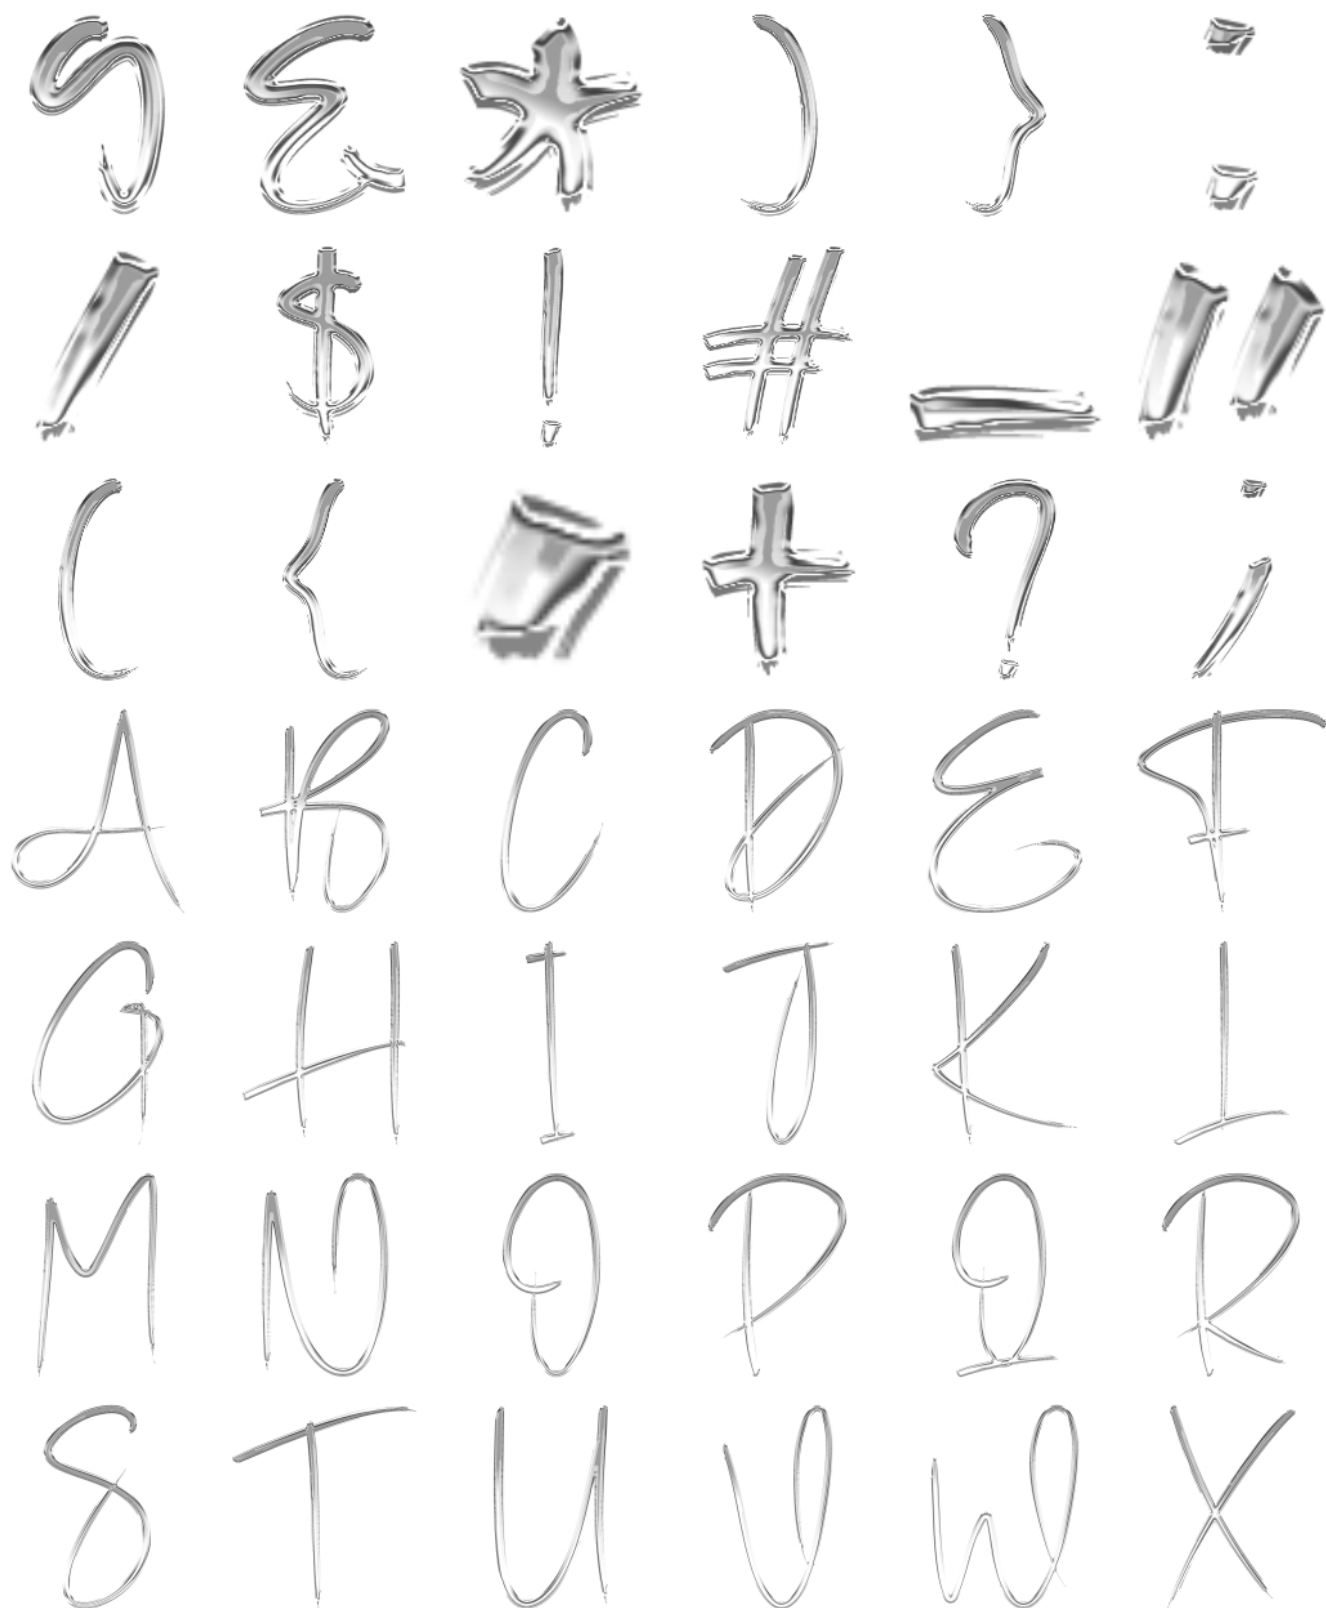 9 & * ) } :
, $ ! # _ "
( { . + ? ;
A B C D E F
G H I J K L
M N O P Q R
S T U V W X